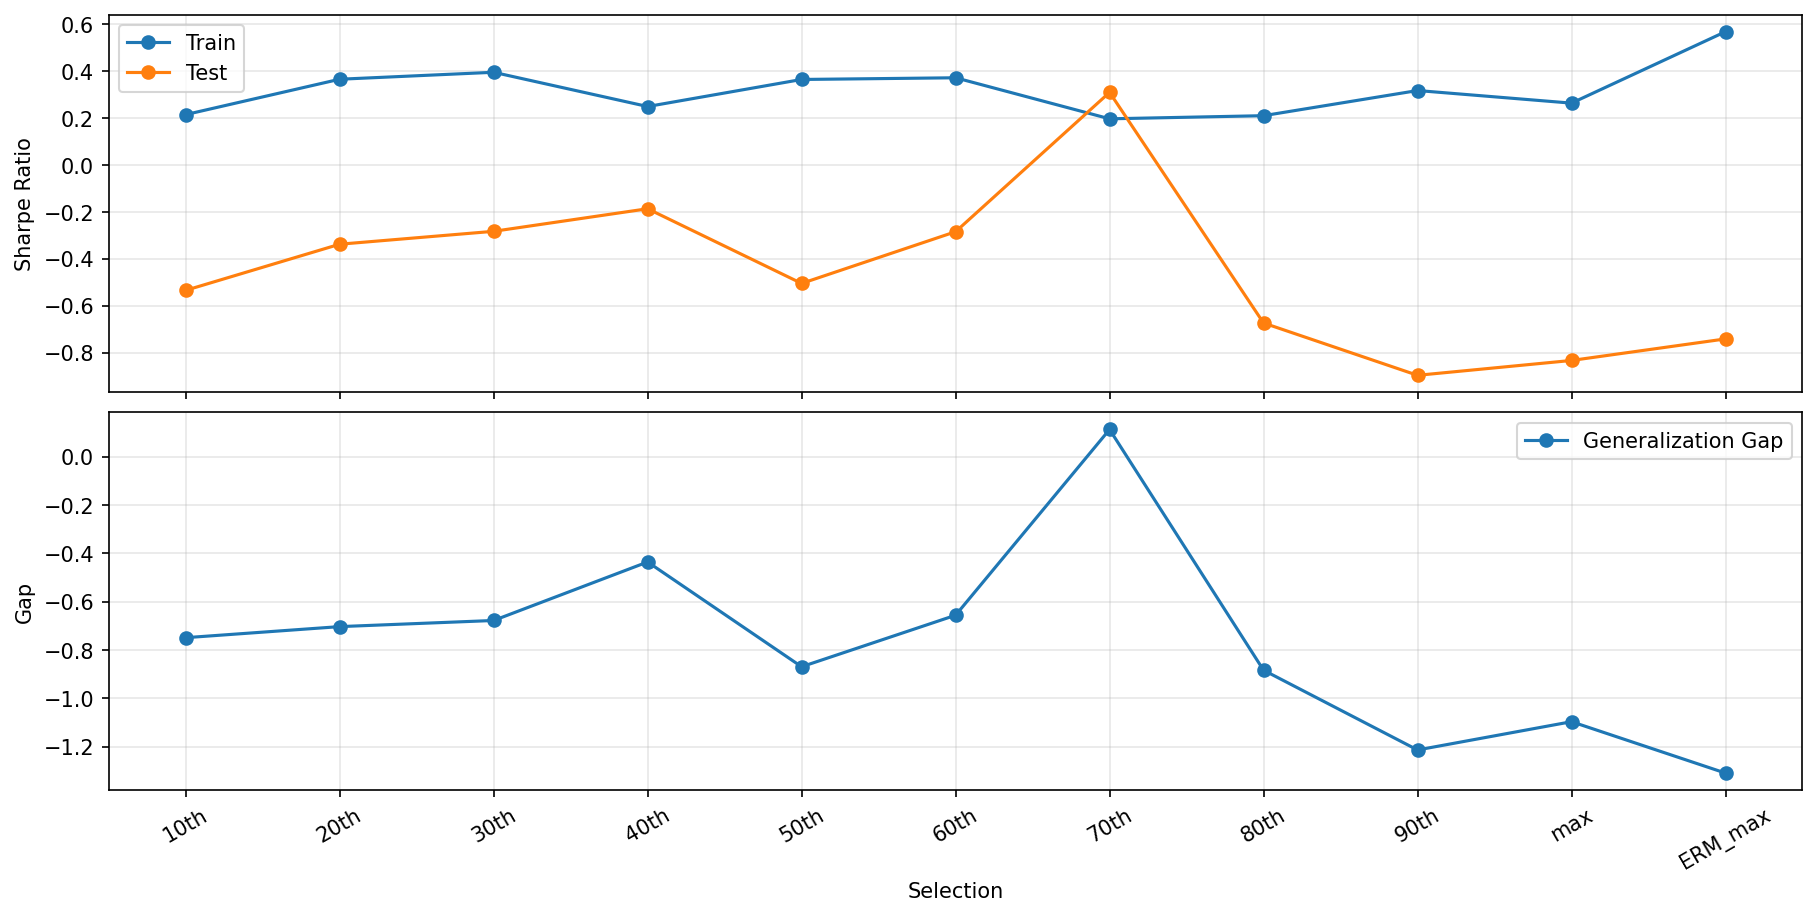 0.6
0.4
0.2
0.0
−0.2
−0.4
−0.6
−0.8
Sharpe Ratio
Train
Test
0.0
−0.2
−0.4
−0.6
−0.8
−1.0
−1.2
Gap
Generalization Gap
10th
20th
30th
40th
50th
60th
70th
80th
90th
max
ERM_max
Selection